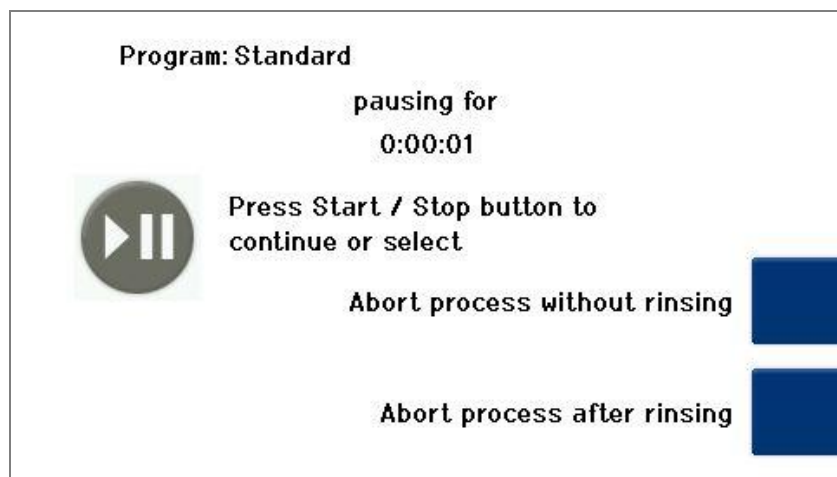 Program: Standard
pausing for
0:00:01
Press Start / Stop button to
continue or select
Abort process without rinsing
Abort process after rinsing